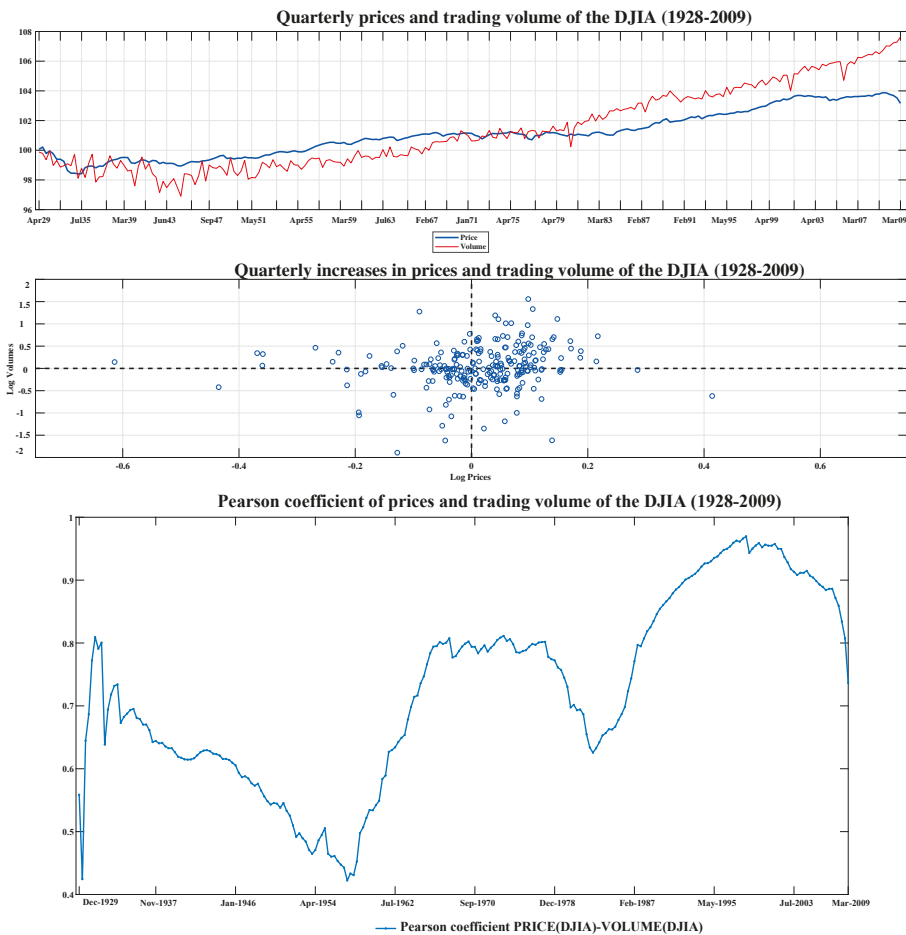 Quarterly prices and trading volume of the DJIA (1928-2009)
108
106
104
102
100
98
96
Apr29 Jul35 Mar39 Jun43 Sep47 May51 Apr55 Mar59 Jul63 Feb67 Jan71 Apr75 Apr79 Mar83 Feb87 Feb91 May95 Apr99 Apr03 Mar07 Mar09
Price
Volume
Quarterly increases in prices and trading volume of the DJIA (1928-2009)
Log Volumes
2
1.5
1
0.5
0
-0.5
-1
-1.5
-2
-0.6 -0.4 -0.2 0 0.2 0.4 0.6
Log Prices
Pearson coefficient of prices and trading volume of the DJIA (1928-2009)
1
0.9
0.8
0.7
0.6
0.5
0.4
Dec-1929 Nov-1937 Jan-1946 Apr-1954 Jul-1962 Sep-1970 Dec-1978 Feb-1987 May-1995 Jul-2003 Mar-2009
Pearson coefficient PRICE(DJIA)-VOLUME(DJIA)